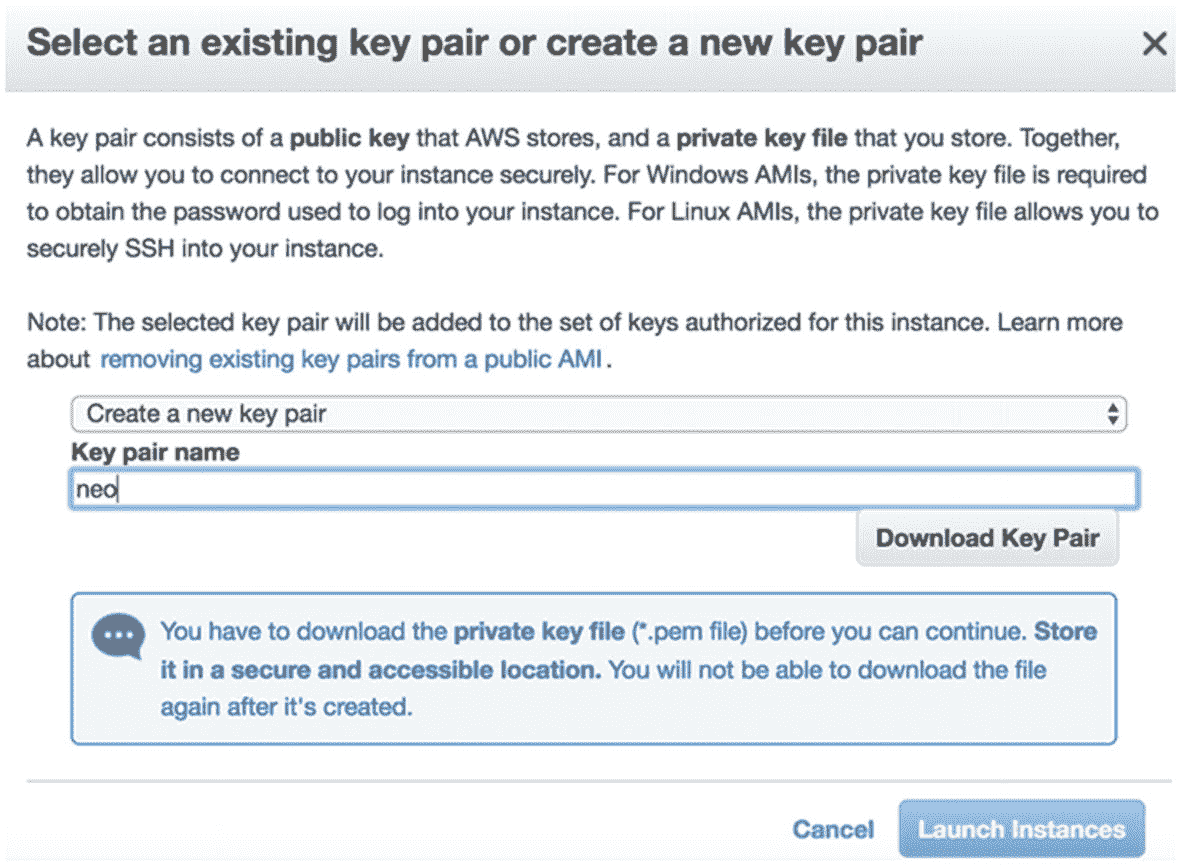 Select an existing key pair or create a new key pair
A key pair consists of a public key that AWS stores, and a private key file that you store. Together,
they allow you to connect to your instance securely. For Windows AMIs, the private key file is required
to obtain the password used to log into your instance. For Linux AMIs, the private key file allows you to
securely SSH into your instance.
Note: The selected key pair will be added to the set of keys authorized for this instance. Learn more
about removing existing key pairs from a public AMI.
Create a new key pair
Key pair name
neo
Download Key Pair
You have to download the private key file (*.pem file) before you can continue. Store
it in a secure and accessible location. You will not be able to download the file
again after it's created.
Cancel Launch Instances